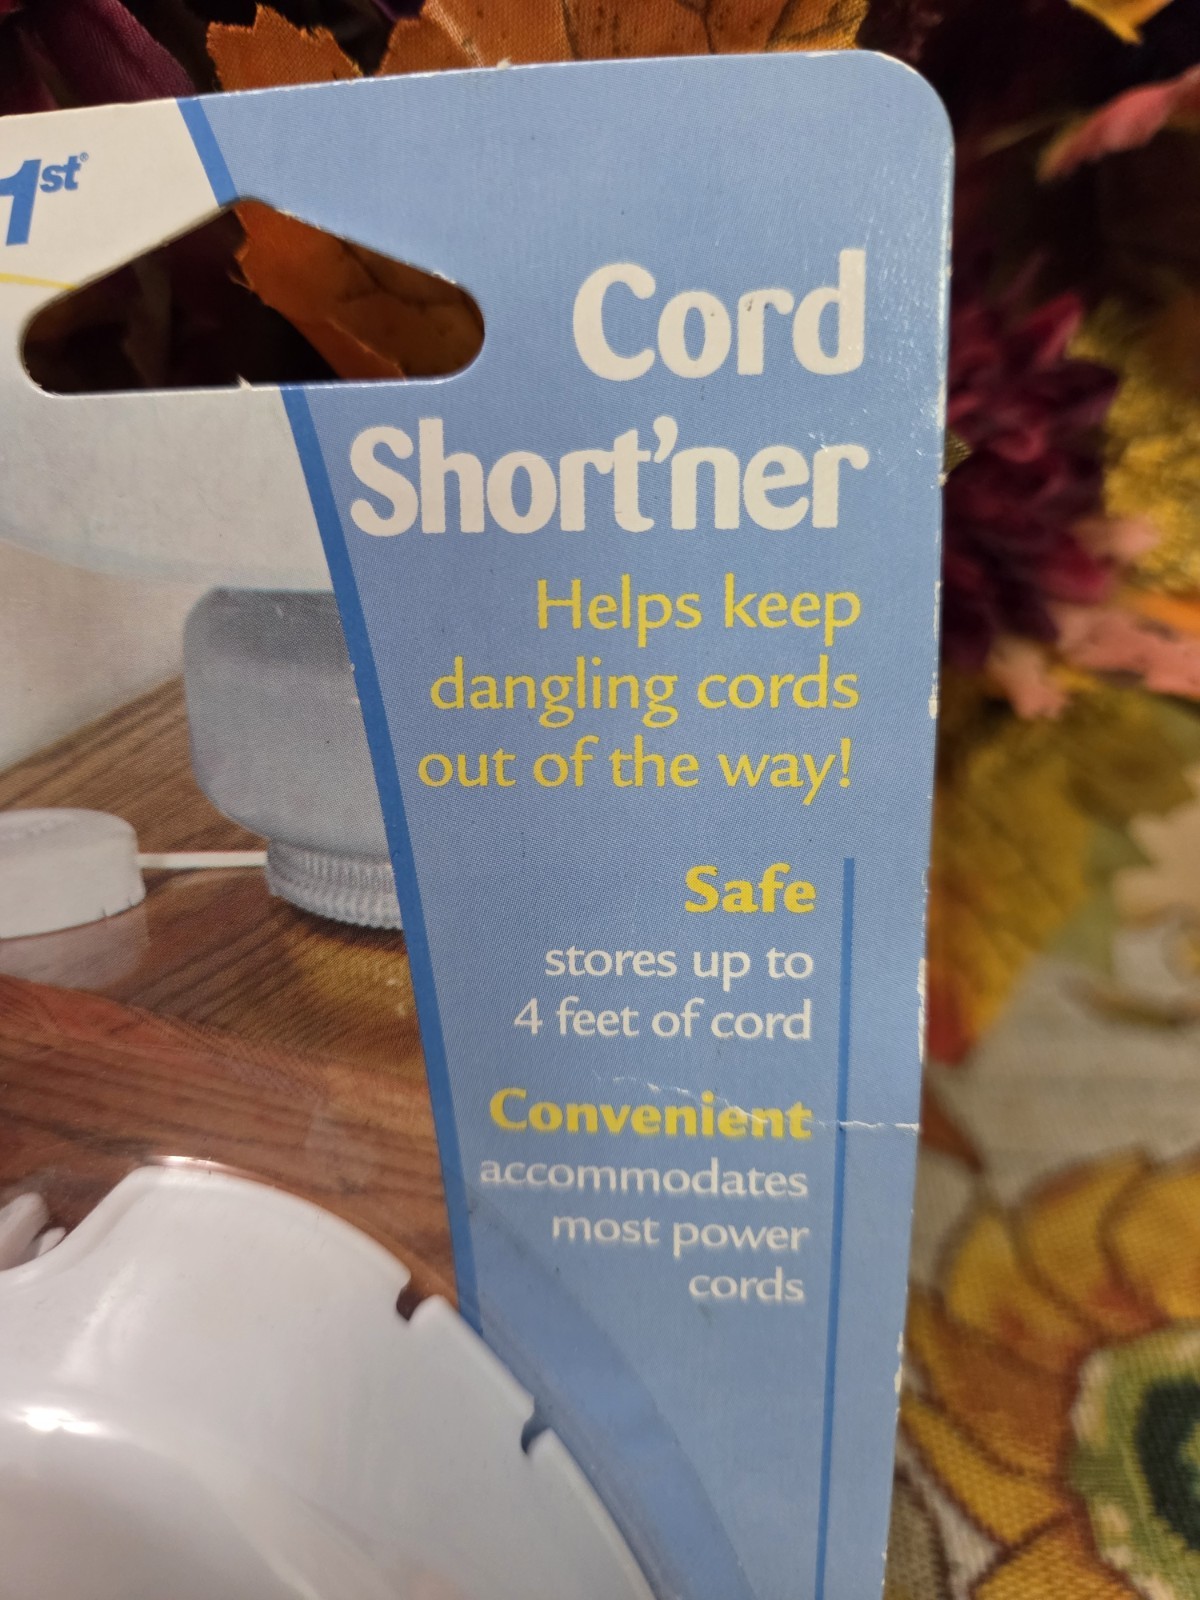 1st®
Cord
Short'ner
Helps keep
dangling cords
out of the way!
Safe
stores up to
4 feet of cord
Convenient
accommodates
most power
cords